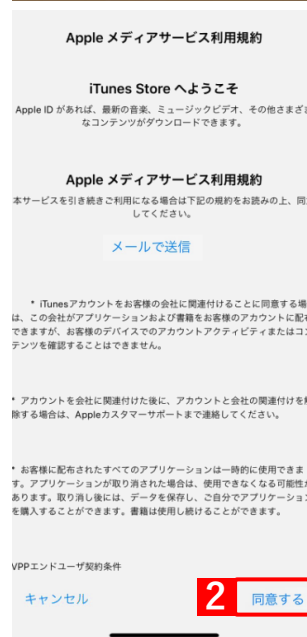 Apple メディアサービス利用規約
iTunes Store へようこそ
Apple ID があれば、最新の音楽、ミュージックビデオ、その他さまざ
なコンテンツがダウンロードできます。
Apple メディアサービス利用規約
本サービスを引き続きご利用になる場合は下記の規約をお読みの上、同
してください。
メールで送信
* iTunesアカウントをお客様の会社に関連付けることに同意する場
は、この会社がアプリケーションおよび書籍をお客様のアカウントに配
できますが、お客様のデバイスでのアカウントアクティビティまたはコン
テンツを確認することはできません。
* アカウントを会社に関連付けた後に、アカウントと会社の関連付けを
除する場合は、Appleカスタマーサポートまで連絡してください。
* お客様に配布されたすべてのアプリケーションは一時的に使用できま
す。アプリケーションが取り消された場合は、使用できなくなる可能性
あります。取り消し後には、データを保存し、ご自分でアプリケーション
を購入することができます。書籍は使用し続けることができます。
VPPエンドユーザ契約条件
キャンセル
2
同意する